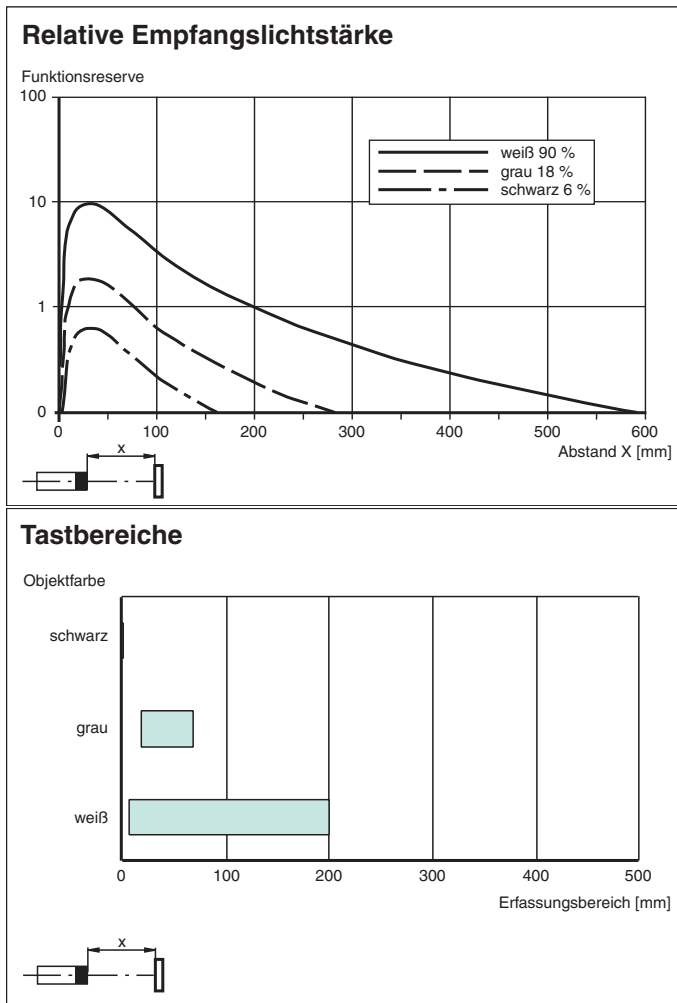 Relative Empfangslichtstärke
Funktionsreserve
100
10
1
0
weiß 90 %
grau 18 %
schwarz 6 %
0 100 200 300 400 500 600
Abstand X [mm]
x
Tastbereiche
Objektfarbe
schwarz
grau
weiß
0 100 200 300 400 500
Erfassungsbereich [mm]
x